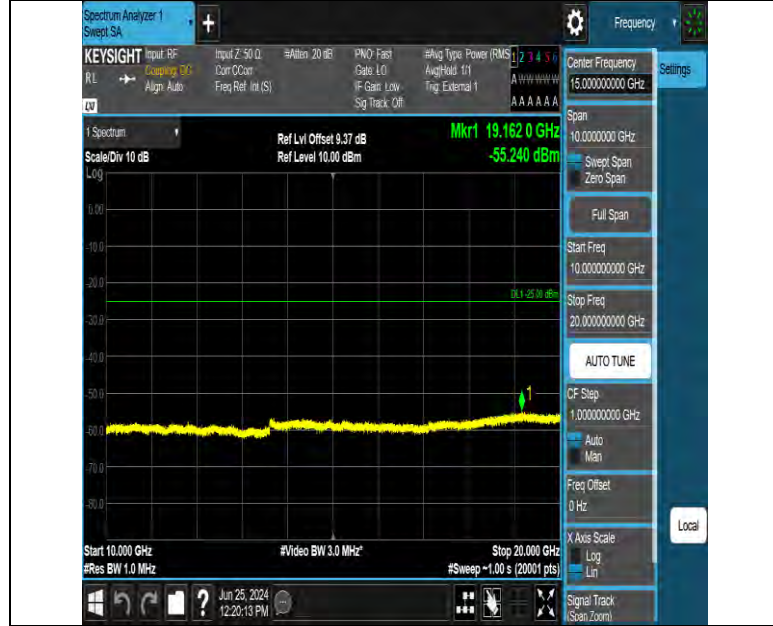 Spectrum Analyzer 1
Swept SA
+
Frequency
KEYSIGHT
Input: RF
Input Z: 50 Ω
#Atten: 20 dB
PNO: Fast
#Avg Type: Power (RMS
1 2 3 4 5 6
RL
Coupling: DC
Corr CCorr
Gate: LO
Avg|Hold: 1/1
A W W W W W
Align: Auto
Freq Ref: Int (S)
IF Gain: Low
Trig: External 1
Sig Track: Off
A A A A A A
LXI
1 Spectrum
Ref Lvl Offset 9.37 dB
Mkr1 19.162 0 GHz
Scale/Div 10 dB
Ref Level 10.00 dBm
-55.240 dBm
Log
0.00
-10.0
-20.0
DL1 -25.00 dBm
-30.0
-40.0
-50.0
1
-60.0
-70.0
-80.0
Start 10.000 GHz
#Video BW 3.0 MHz*
Stop 20.000 GHz
#Res BW 1.0 MHz
#Sweep ~1.00 s (20001 pts)
?
Jun 25, 2024
12:20:13 PM
Center Frequency
15.000000000 GHz
Settings
Span
10.0000000 GHz
Swept Span
Zero Span
Full Span
Start Freq
10.000000000 GHz
Stop Freq
20.000000000 GHz
AUTO TUNE
CF Step
1.000000000 GHz
Auto
Man
Freq Offset
0 Hz
Local
X Axis Scale
Log
Lin
Signal Track
(Span Zoom)